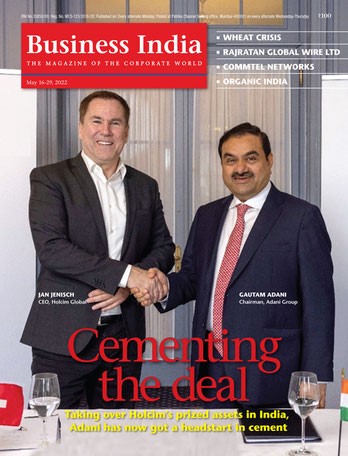 ₹100
Business India
THE MAGAZINE OF THE CORPORATE WORLD
May 16-29, 2022
WHEAT CRISIS
RAJRATAN GLOBAL WIRE LTD
COMMTEL NETWORKS
ORGANIC INDIA
JAN JENISCH
CEO, Holcim Global
GAUTAM ADANI
Chairman, Adani Group
Cementing
the deal
Taking over Holcim's prized assets in India,
Adani has now got a headstart in cement